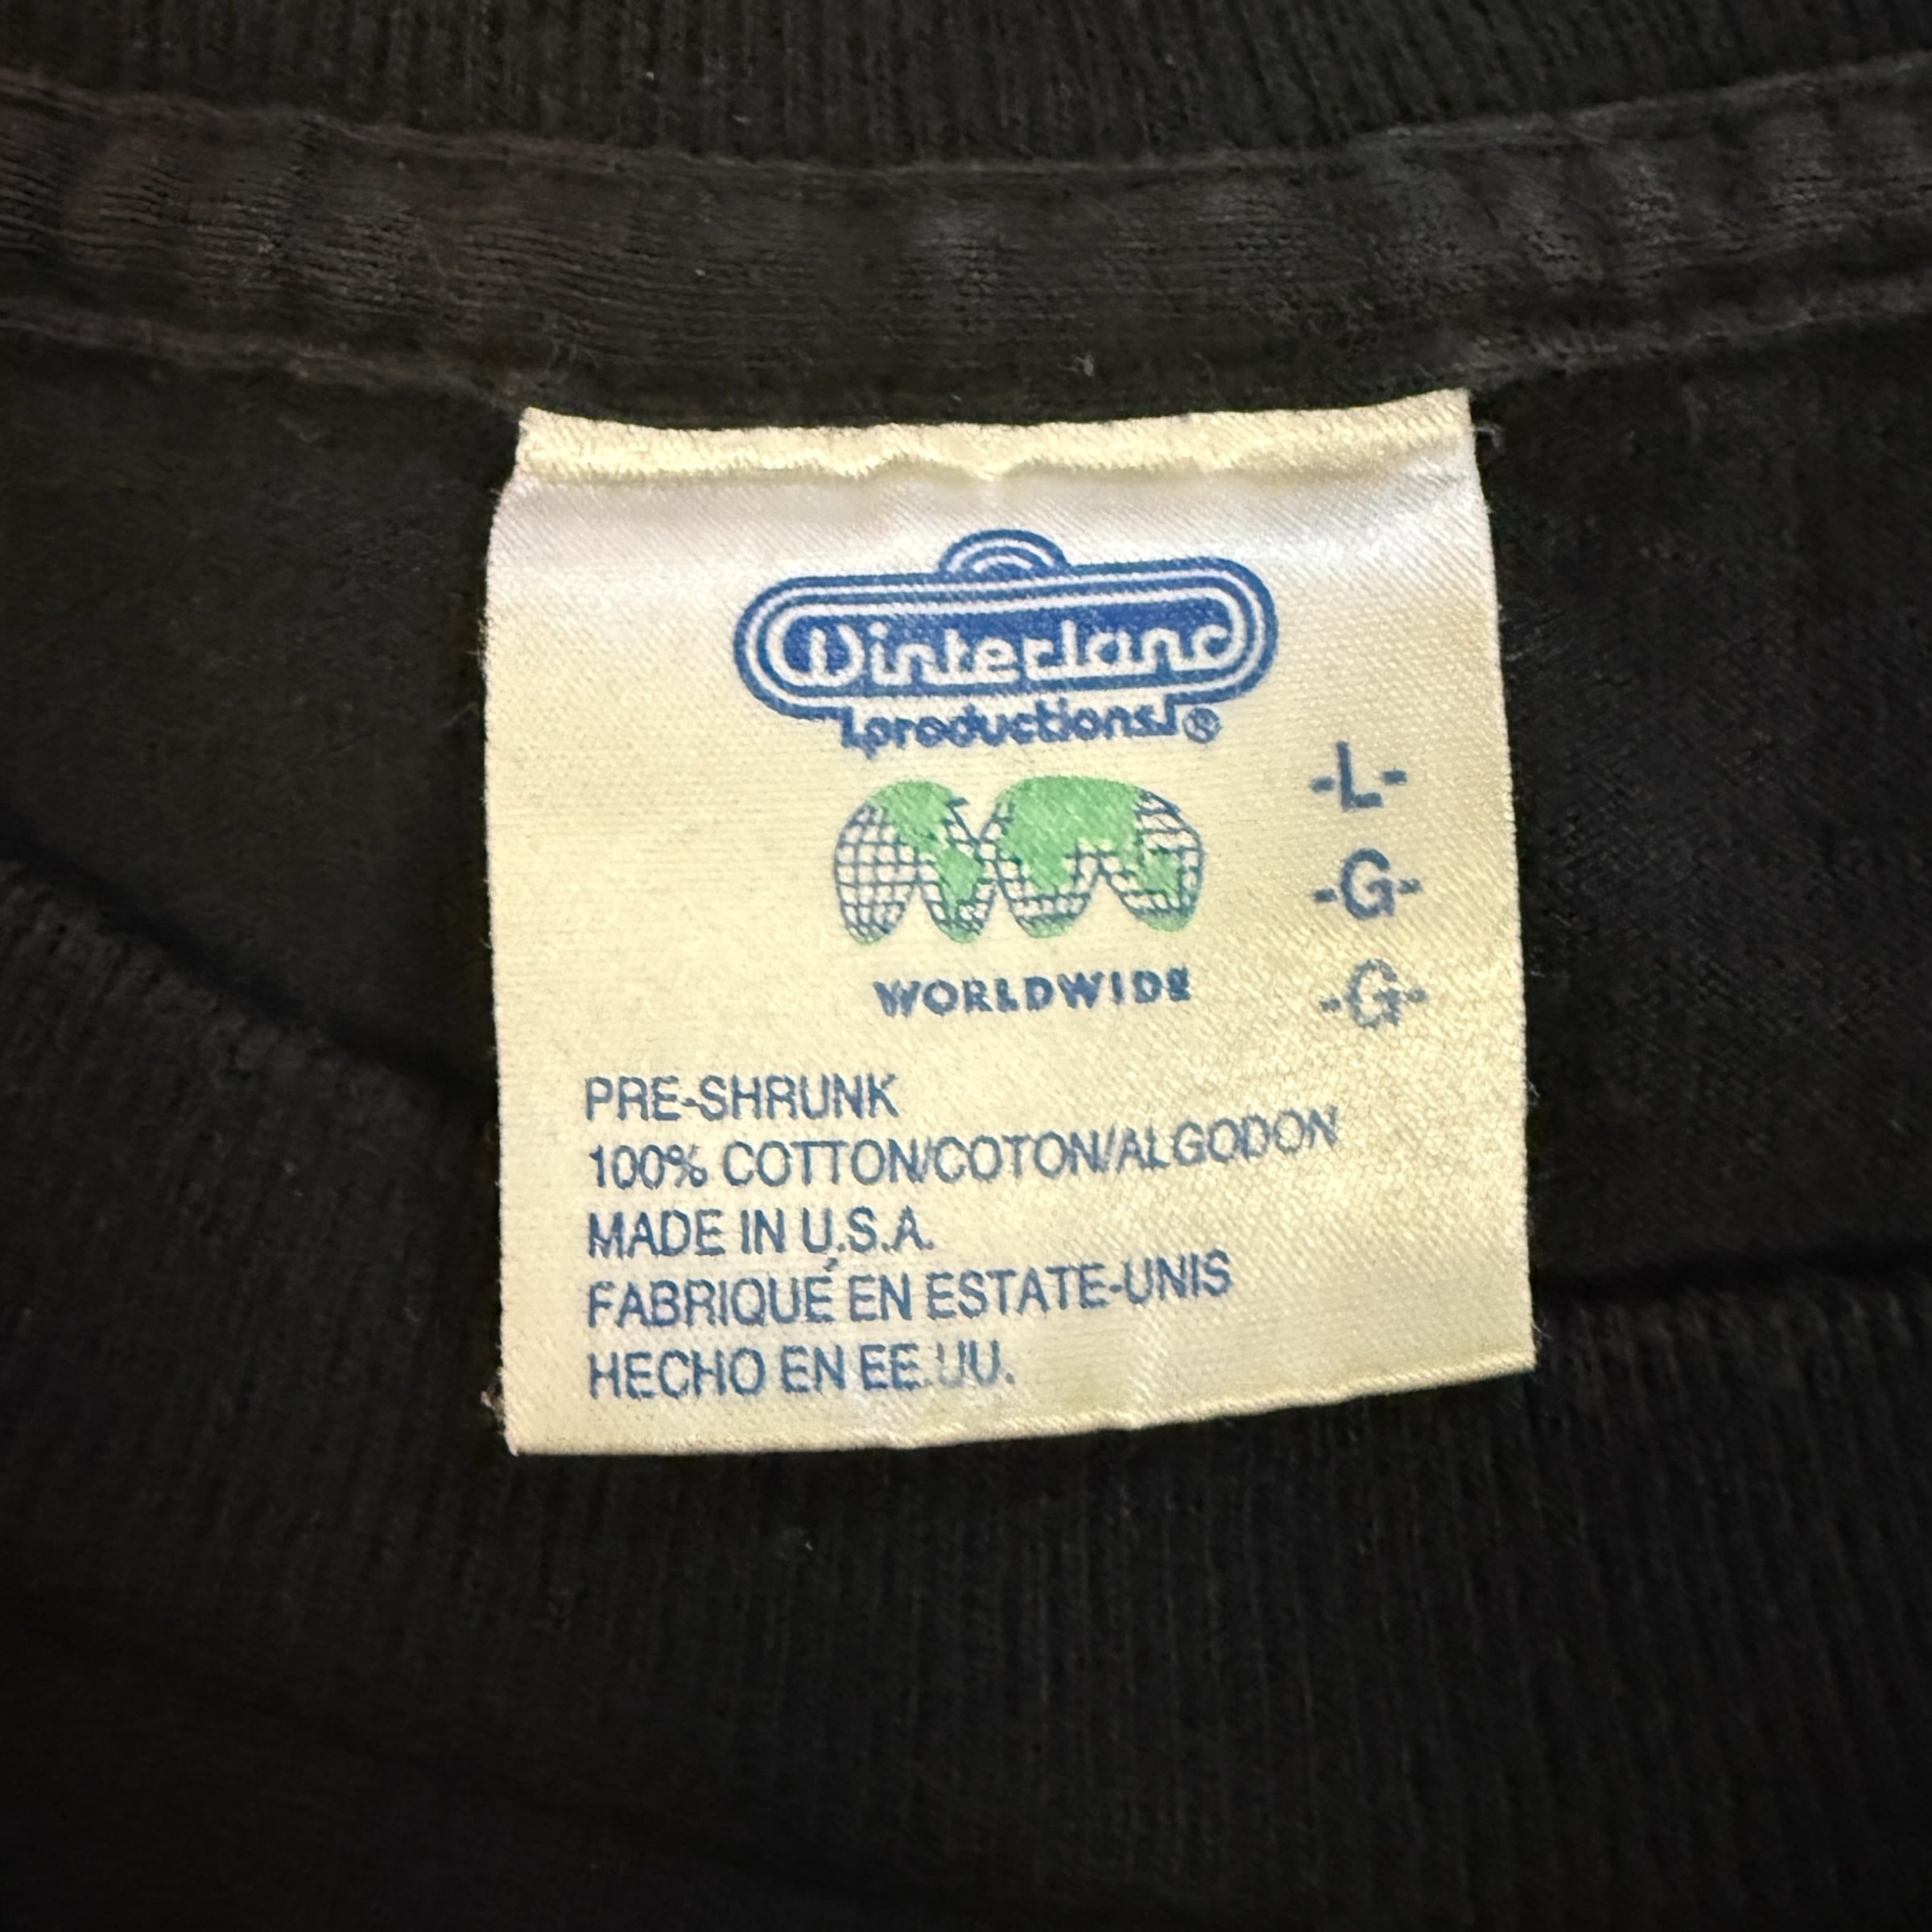 Winterland
productions®
-L-
-G-
-G-
WORLDWIDE
PRE-SHRUNK
100% COTTON/COTON/ALGODON
MADE IN U.S.A.
FABRIQUÉ EN ESTATE-UNIS
HECHO EN EE.UU.